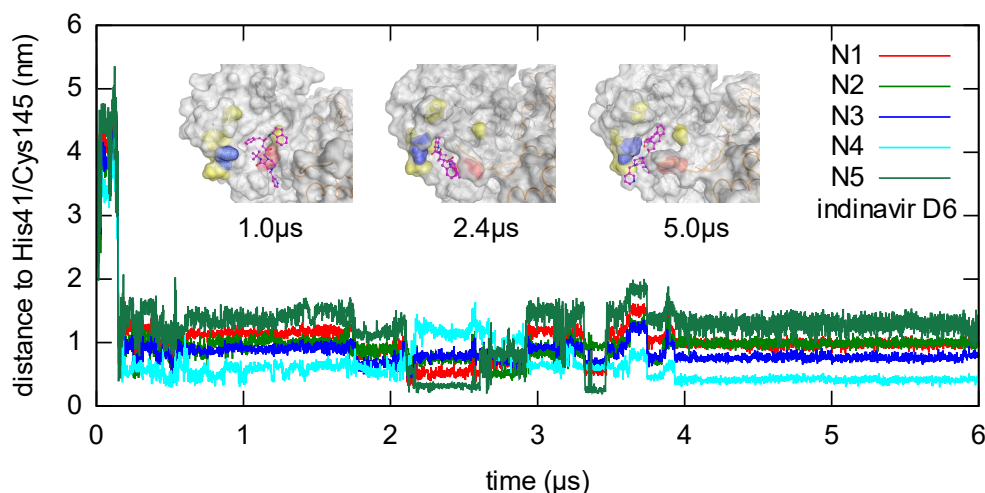 distance to His41/Cys145 (nm)
6
5
4
3
2
1
0
N1
N2
N3
N4
N5
indinavir D6
1.0µs
2.4µs
5.0µs
0
1
2
3
4
5
6
time (µs)